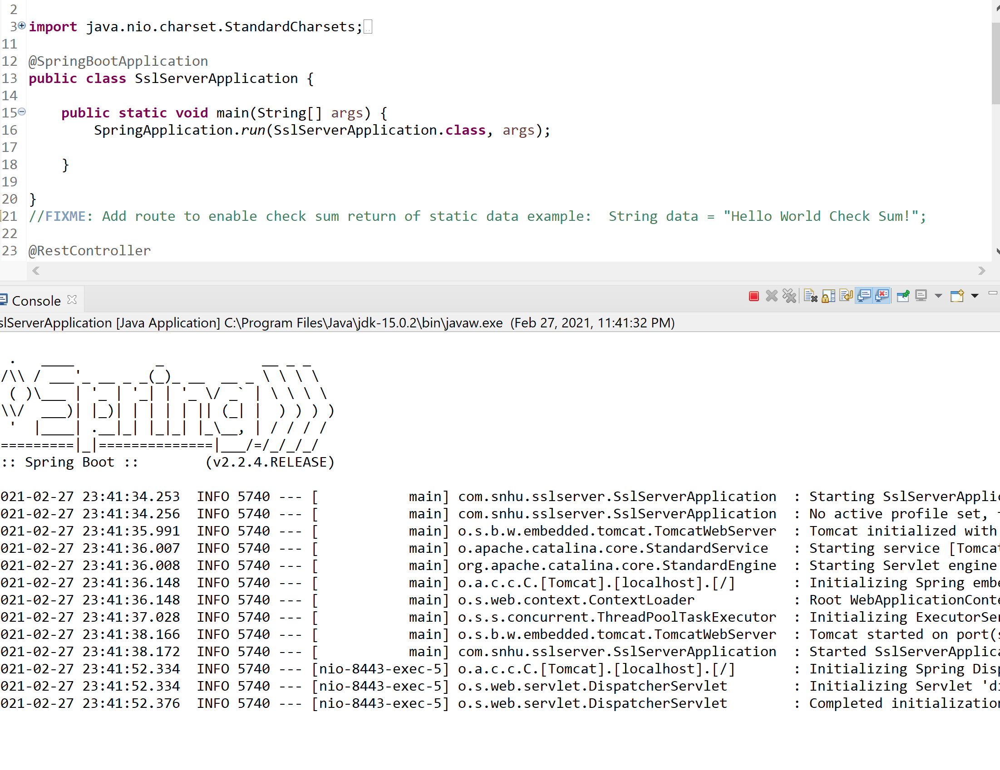 2
3 import java.nio.charset.StandardCharsets;
11
12 @SpringBootApplication
13 public class SslServerApplication {
14
15 public static void main(String[] args) {
16 SpringApplication.run(SslServerApplication.class, args);
17
18 }
19
20 }
21 //FIXME: Add route to enable check sum return of static data example:  String data = "Hello World Check Sum!";
22
23 @RestController
Console
slServerApplication [Java Application] C:\Program Files\Java\jdk-15.0.2\bin\javaw.exe (Feb 27, 2021, 11:41:32 PM)
  .   ____          _            __ _ _
/\\ / ___'_ __ _ _(_)_ __  __ _ \ \ \ \
 ( )\___ | '_ | '_| | '_ \/ _` | \ \ \ \
\\/  ___)| |_)| | | | | || (_| |  ) ) ) )
 '  |____| .__|_| |_|_| |_\__, | / / / /
=========|_|==============|___/=/_/_/_/
:: Spring Boot ::        (v2.2.4.RELEASE)
021-02-27 23:41:34.253  INFO 5740 --- [           main] com.snhu.sslserver.SslServerApplication  : Starting SslServerApplic
021-02-27 23:41:34.256  INFO 5740 --- [           main] com.snhu.sslserver.SslServerApplication  : No active profile set,
021-02-27 23:41:35.991  INFO 5740 --- [           main] o.s.b.w.embedded.tomcat.TomcatWebServer  : Tomcat initialized with
021-02-27 23:41:36.007  INFO 5740 --- [           main] o.apache.catalina.core.StandardService   : Starting service [Tomcat
021-02-27 23:41:36.008  INFO 5740 --- [           main] org.apache.catalina.core.StandardEngine  : Starting Servlet engine
021-02-27 23:41:36.148  INFO 5740 --- [           main] o.a.c.c.C.[Tomcat].[localhost].[/]       : Initializing Spring embe
021-02-27 23:41:36.148  INFO 5740 --- [           main] o.s.web.context.ContextLoader            : Root WebApplicationConte
021-02-27 23:41:37.028  INFO 5740 --- [           main] o.s.s.concurrent.ThreadPoolTaskExecutor  : Initializing ExecutorSer
021-02-27 23:41:38.166  INFO 5740 --- [           main] o.s.b.w.embedded.tomcat.TomcatWebServer  : Tomcat started on port(s
021-02-27 23:41:38.172  INFO 5740 --- [           main] com.snhu.sslserver.SslServerApplication  : Started SslServerApplica
021-02-27 23:41:52.334  INFO 5740 --- [nio-8443-exec-5] o.a.c.c.C.[Tomcat].[localhost].[/]       : Initializing Spring Disp
021-02-27 23:41:52.334  INFO 5740 --- [nio-8443-exec-5] o.s.web.servlet.DispatcherServlet        : Initializing Servlet 'di
021-02-27 23:41:52.376  INFO 5740 --- [nio-8443-exec-5] o.s.web.servlet.DispatcherServlet        : Completed initialization